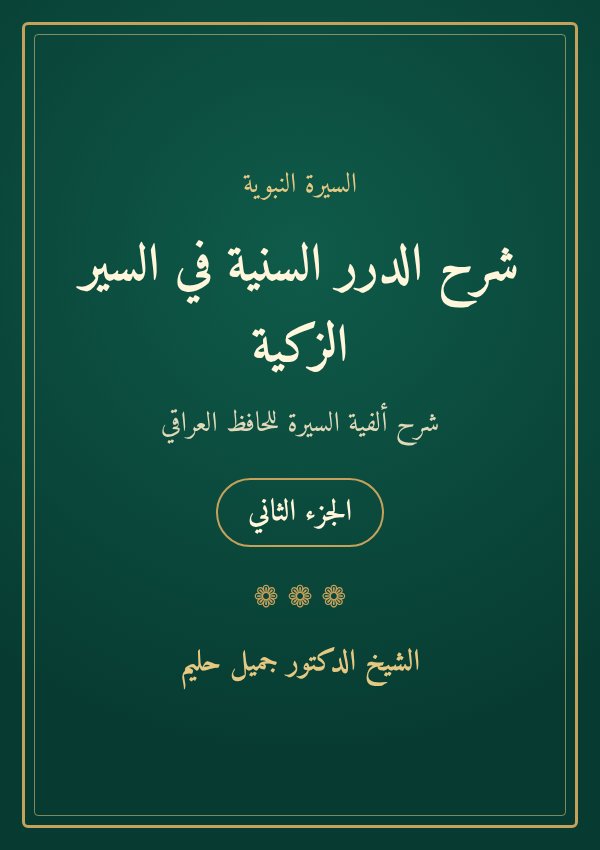 السيرة النبوية
شرح الدرر السنية في السير
الزكية
شرح ألفية السيرة للحافظ العراقي
الجزء الثاني
الشيخ الدكتور جميل حليم